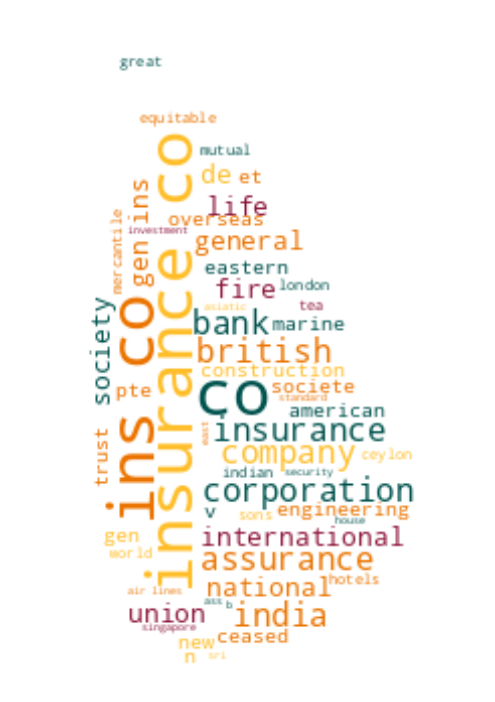 great
equitable
insurance co
mutual
de
et
gen ins
life
mercantile
overseas
investment
general
eastern
fire
london
ins co
society
asiatic
tea
bank
marine
british
construction
societe
pte
co
standard
american
east
insurance
trust
company
ceylon
indian
security
corporation
v
sons
engineering
house
gen
international
world
assurance
national
hotels
air lines
ass
b
union
india
singapore
new
ceased
n
sri